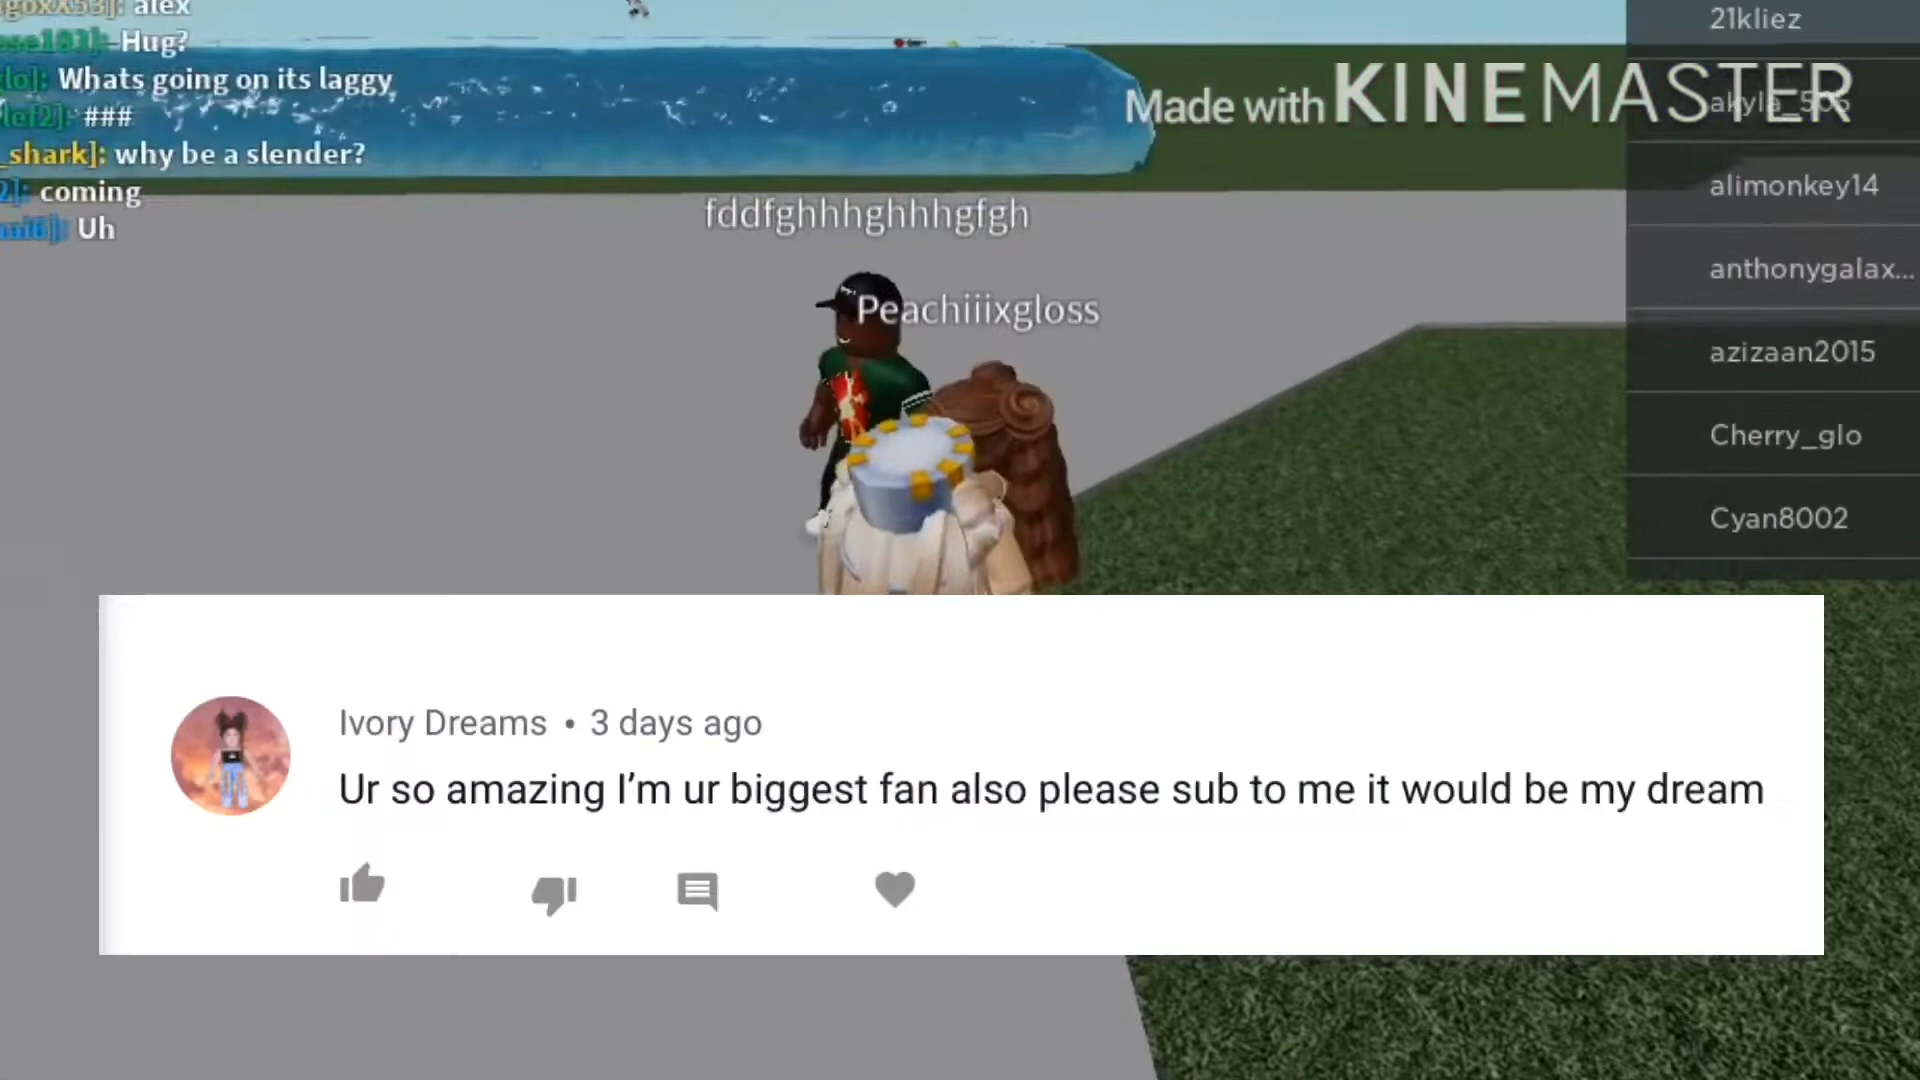 alex
Hug?
Whats going on its laggy
###
_shark]: why be a slender?
coming
Uh
Made with KINEMASTER
21kliez
akyla_505
alimonkey14
anthonygalax...
azizaan2015
Cherry_glo
Cyan8002
fddfghhhghhhgfgh
Peachiiixgloss
Ivory Dreams • 3 days ago
Ur so amazing I’m ur biggest fan also please sub to me it would be my dream